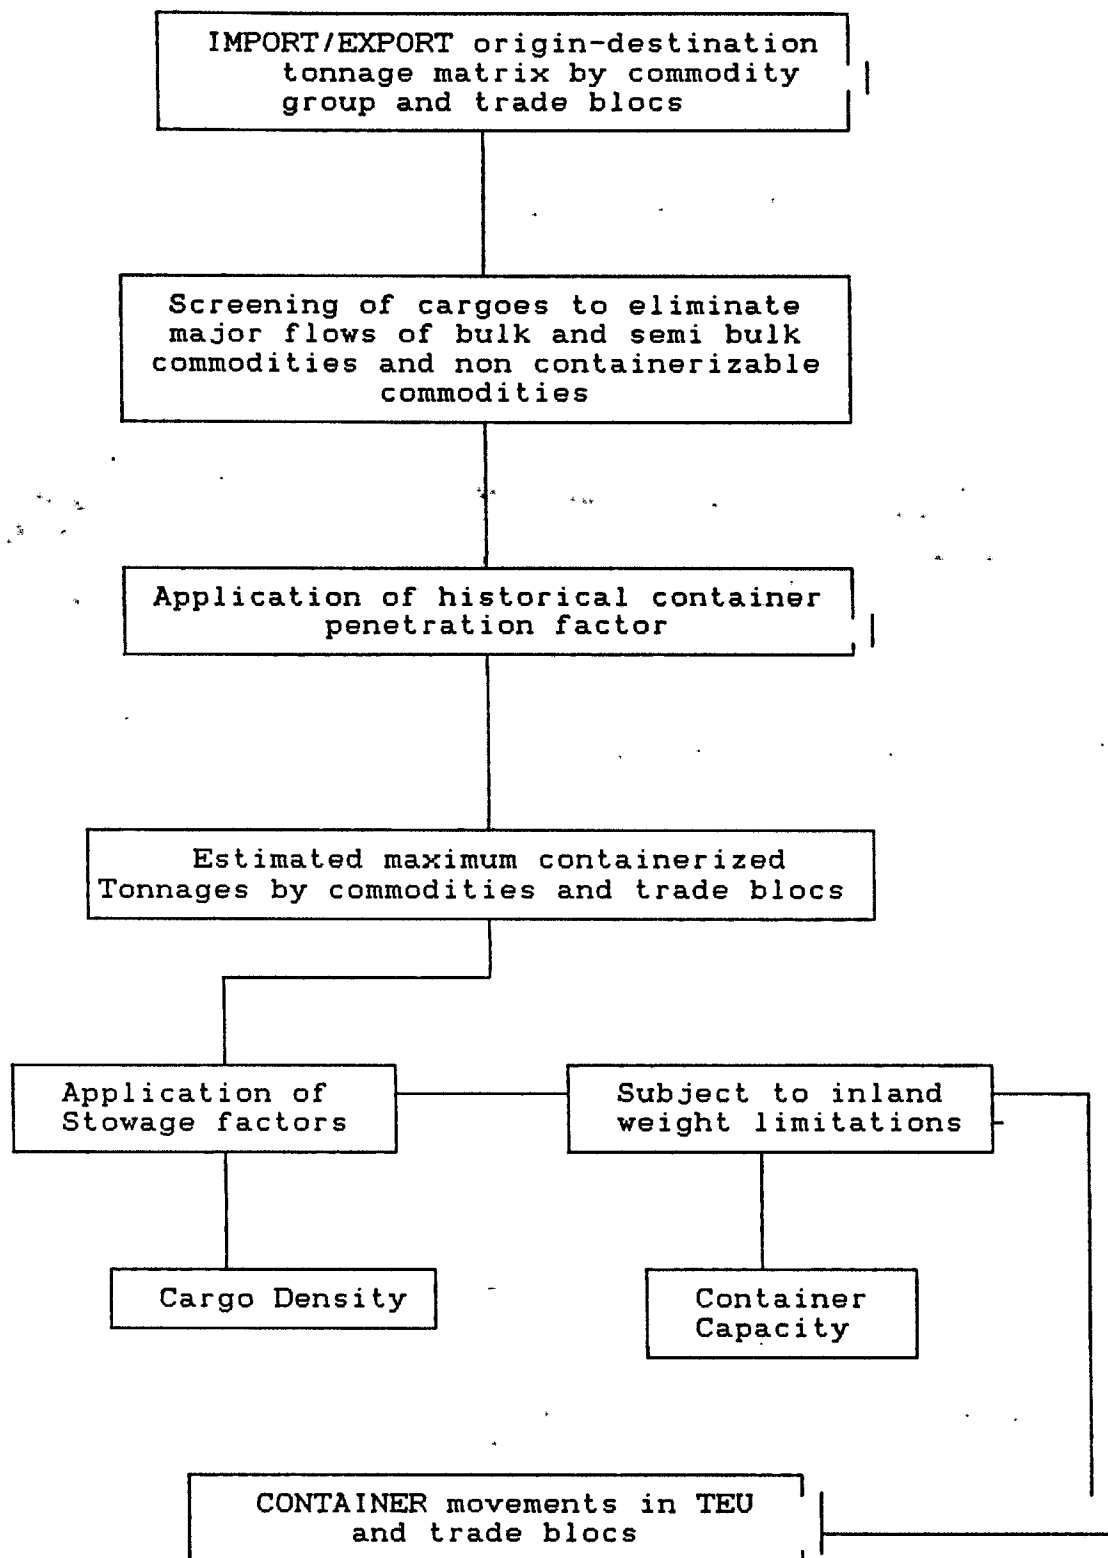 IMPORT/EXPORT origin-destination
tonnage matrix by commodity
group and trade blocs
Screening of cargoes to eliminate
major flows of bulk and semi bulk
commodities and non containerizable
commodities
Application of historical container
penetration factor
Estimated maximum containerized
Tonnages by commodities and trade blocs
Application of
Stowage factors
Subject to inland
weight limitations
Cargo Density
Container
Capacity
CONTAINER movements in TEU
and trade blocs